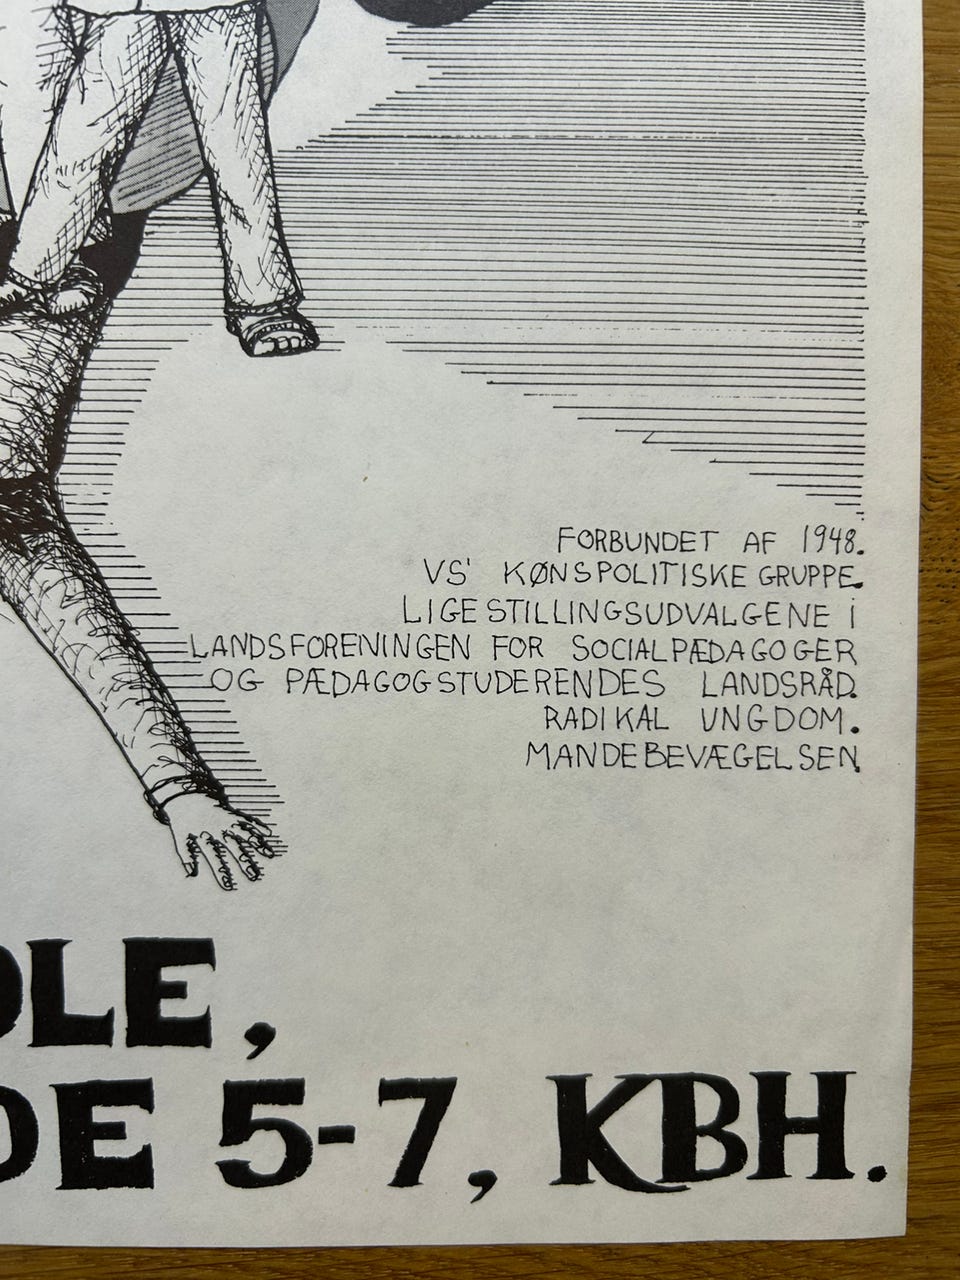 FORBUNDET AF 1948.
VS' KØNSPOLITISKE GRUPPE.
LIGESTILLINGSUDVALGENE i
LANDSFORENINGEN FOR SOCIALPÆDAGOGER
OG PÆDAGOGSTUDERENDES LANDSRÅD.
RADIKAL UNGDOM.
MANDEBEVÆGELSEN.
OLE,
DE 5-7, KBH.